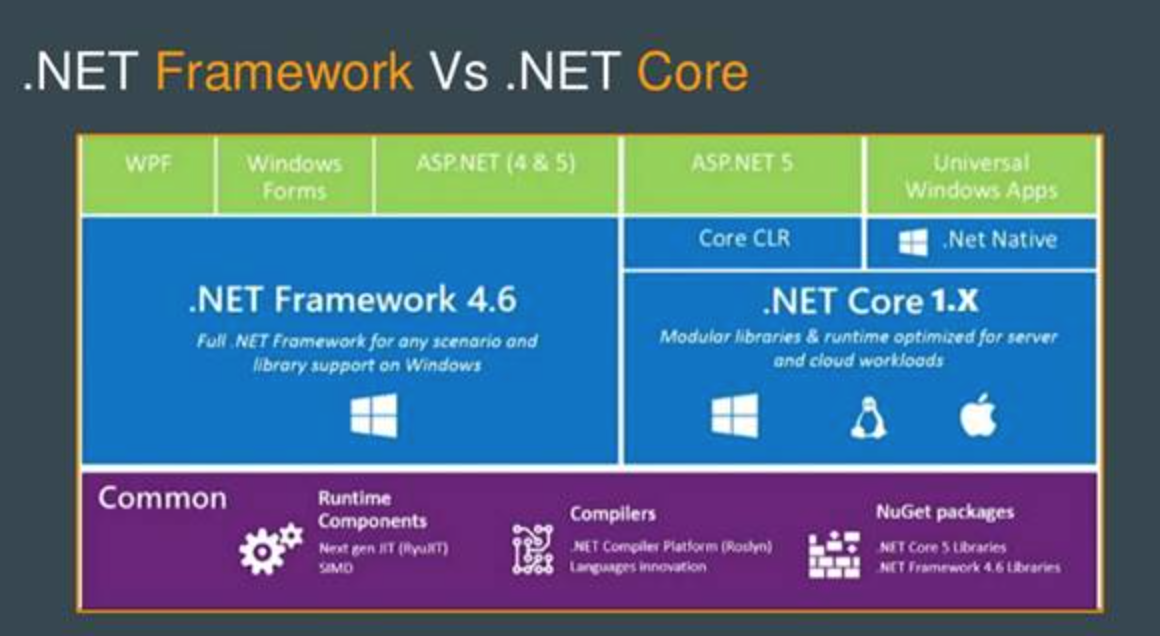 .NET Framework Vs .NET Core
WPF
Windows
Forms
ASP.NET (4 & 5)
ASP.NET 5
Universal
Windows Apps
Core CLR
.Net Native
.NET Framework 4.6
Full .NET Framework for any scenario and
library support on Windows
.NET Core 1.X
Modular libraries & runtime optimized for server
and cloud workloads
Common
Runtime
Components
Next gen JIT (RyuJIT)
SIMD
Compilers
.NET Compiler Platform (Roslyn)
Languages innovation
NuGet packages
.NET Core 5 Libraries
.NET Framework 4.6 Libraries